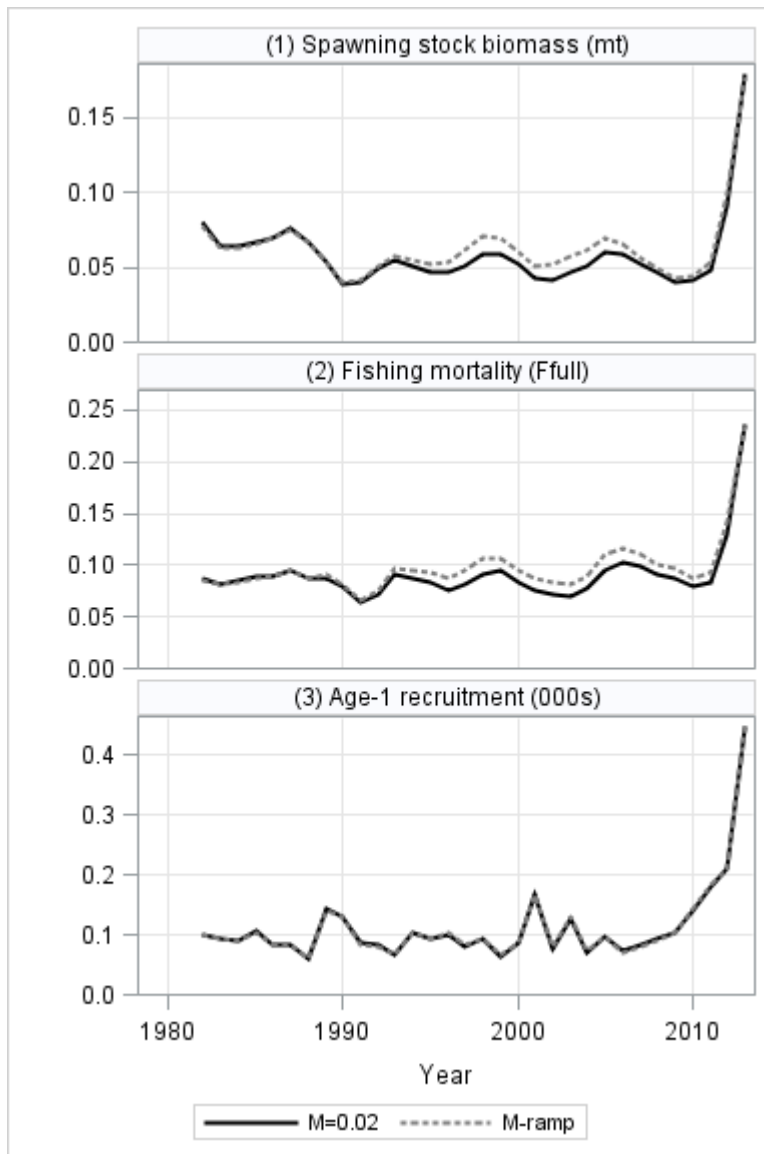 (1) Spawning stock biomass (mt)
0.15
0.10
0.05
0.00
(2) Fishing mortality (Ffull)
0.25
0.20
0.15
0.10
0.05
0.00
(3) Age-1 recruitment (000s)
0.4
0.3
0.2
0.1
0.0
1980 1990 2000 2010
Year
M=0.02 M-ramp